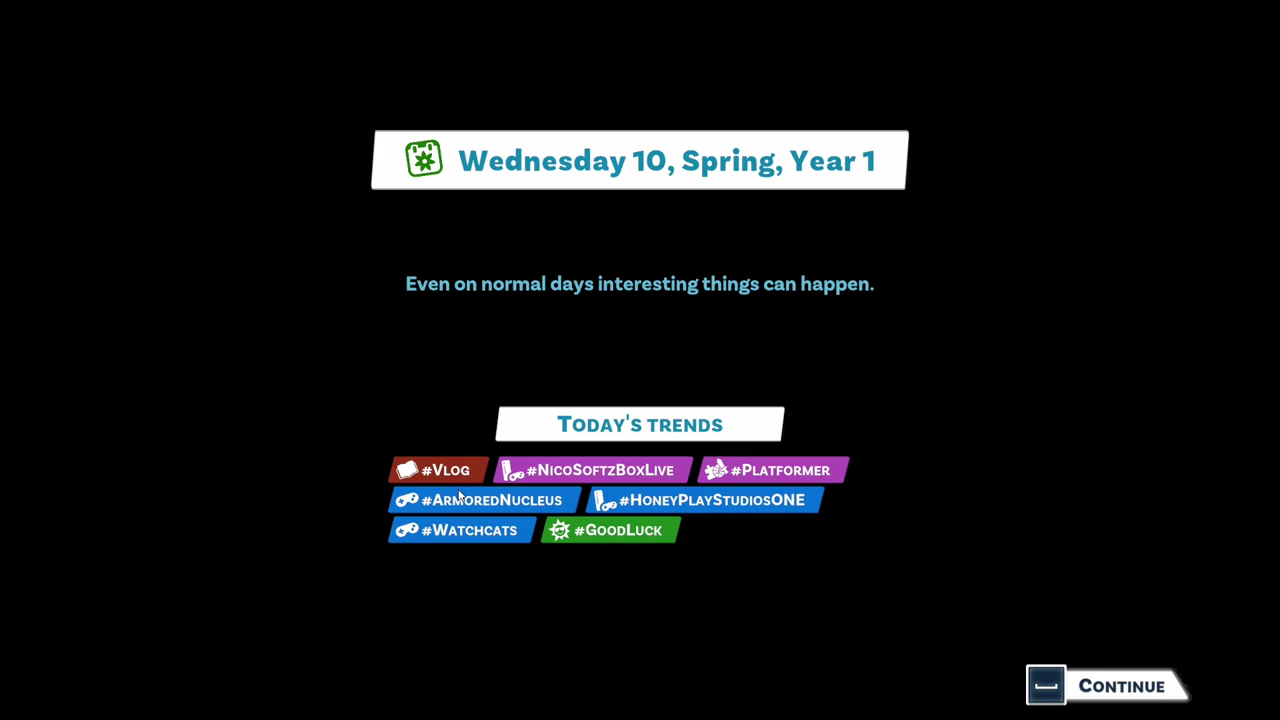 Wednesday 10, Spring, Year 1
Even on normal days interesting things can happen.
Today's trends
#Vlog #NicoSoftzBoxLive #Platformer
#ArmoredNucleus #HoneyPlayStudiosONE
#Watchcats #GoodLuck
Continue